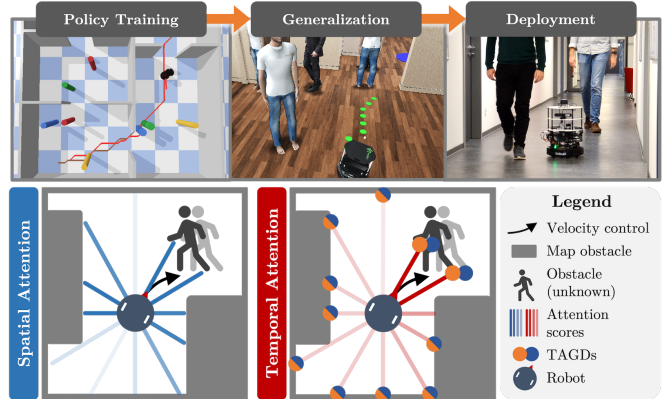 Policy Training
Generalization
Deployment
Spatial Attention
Temporal Attention
Legend
Velocity control
Map obstacle
Obstacle
(unknown)
Attention
scores
TAGDs
Robot